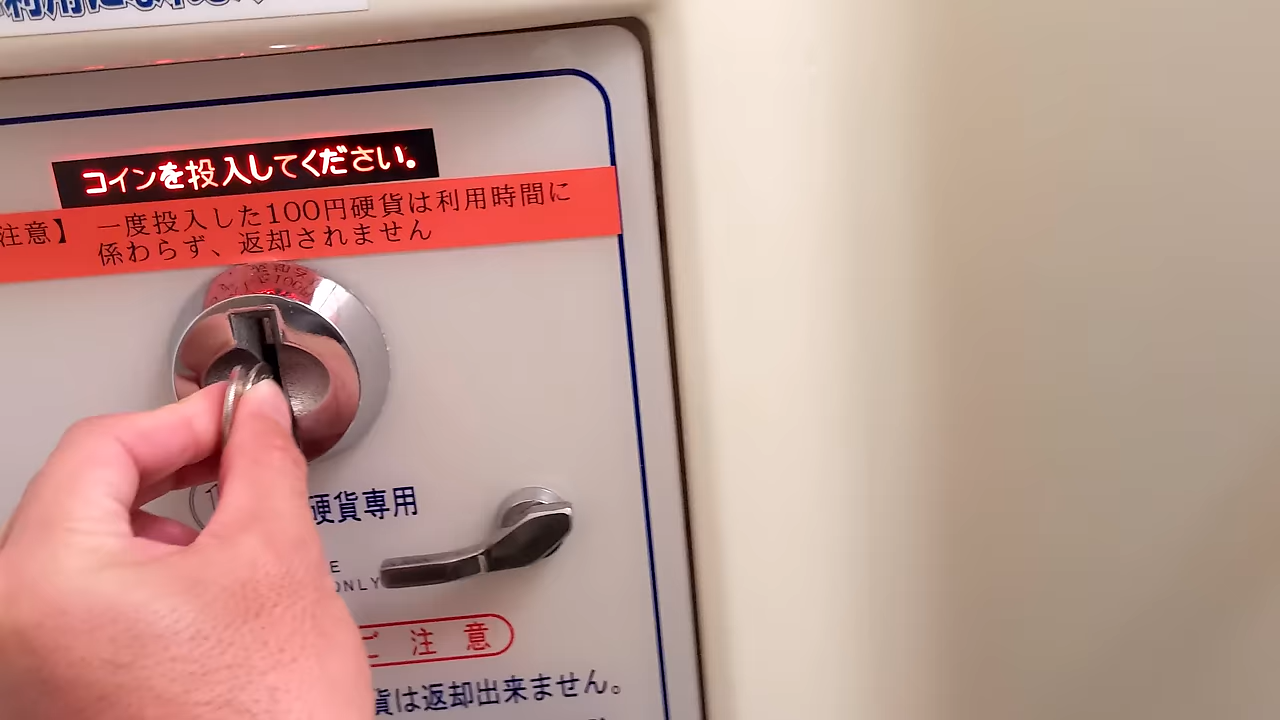 コインを投入してください。
注意】 一度投入した100円硬貨は利用時間に
係わらず、返却されません
硬貨専用
E
ONLY
ご注意
貨は返却出来ません。